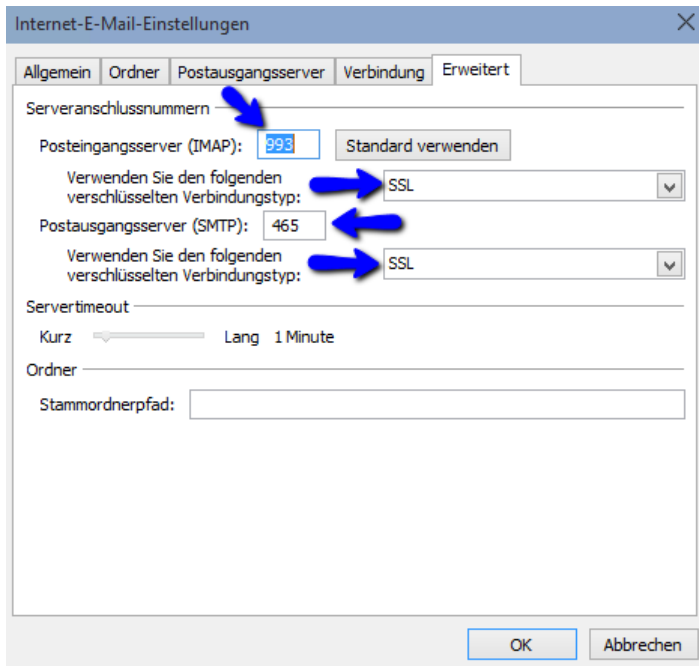 Internet-E-Mail-Einstellungen
Allgemein Ordner Postausgangsserver Verbindung Erweitert
Serveranschlussnummern
Posteingangsserver (IMAP): 993 Standard verwenden
Verwenden Sie den folgenden
verschlüsselten Verbindungstyp: SSL
Postausgangsserver (SMTP): 465
Verwenden Sie den folgenden
verschlüsselten Verbindungstyp: SSL
Servertimeout
Kurz Lang 1 Minute
Ordner
Stammordnerpfad:
OK Abbrechen